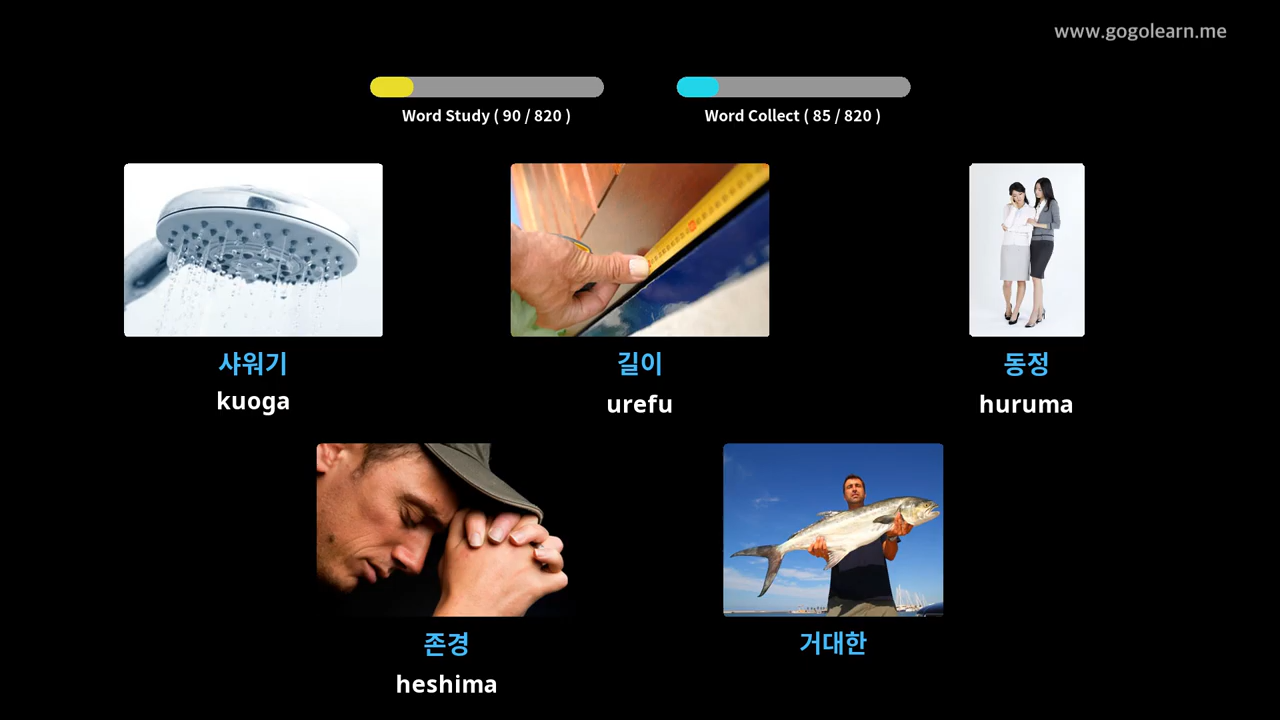 www.gogolearn.me
Word Study ( 90 / 820 )
Word Collect ( 85 / 820 )
샤워기
kuoga
길이
urefu
동정
huruma
존경
heshima
거대한